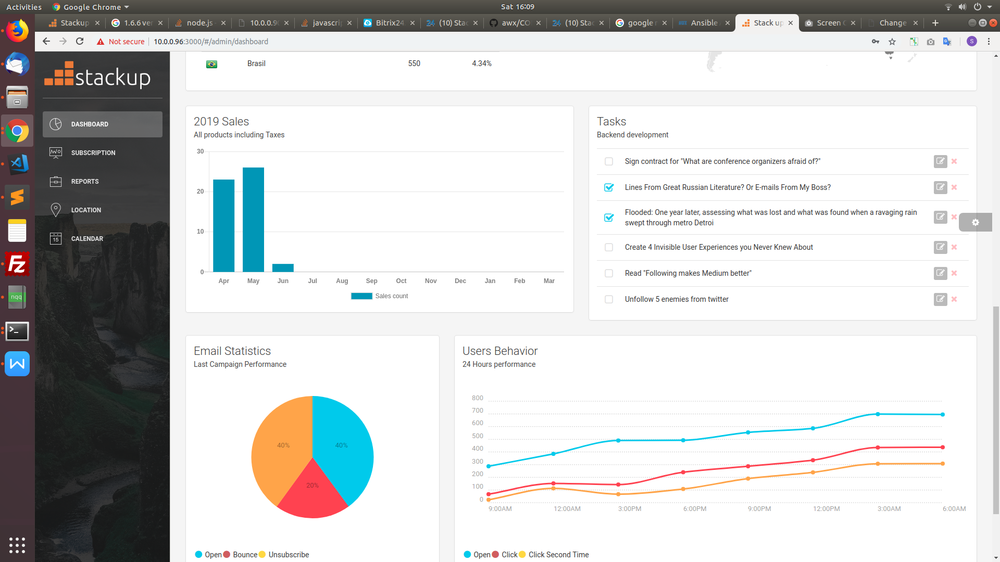 Activities Google Chrome Sat 16:09
Stackup 1.6.6 ver node.js - 10.0.0.96 javascrip Bitrix24 (10) Stac awx/CO (10) Stac google r Ansible Stack up Screen Change
Not secure 10.0.0.96:3000/#/admin/dashboard S
stackup
DASHBOARD
SUBSCRIPTION
REPORTS
LOCATION
15 CALENDAR
nqq
Brasil 550 4.34%
2019 Sales
All products including Taxes
30
20
10
0
Apr May Jun Jul Aug Sep Oct Nov Dec Jan Feb Mar
Sales count
Tasks
Backend development
Sign contract for "What are conference organizers afraid of?"
Lines From Great Russian Literature? Or E-mails From My Boss?
Flooded: One year later, assessing what was lost and what was found when a ravaging rain
swept through metro Detroi
Create 4 Invisible User Experiences you Never Knew About
Read "Following makes Medium better"
Unfollow 5 enemies from twitter
Email Statistics
Last Campaign Performance
40% 40%
20%
Open Bounce Unsubscribe
Users Behavior
24 Hours performance
800
700
600
500
400
300
200
100
0
9:00AM 12:00AM 3:00PM 6:00PM 9:00PM 12:00PM 3:00AM 6:00AM
Open Click Click Second Time